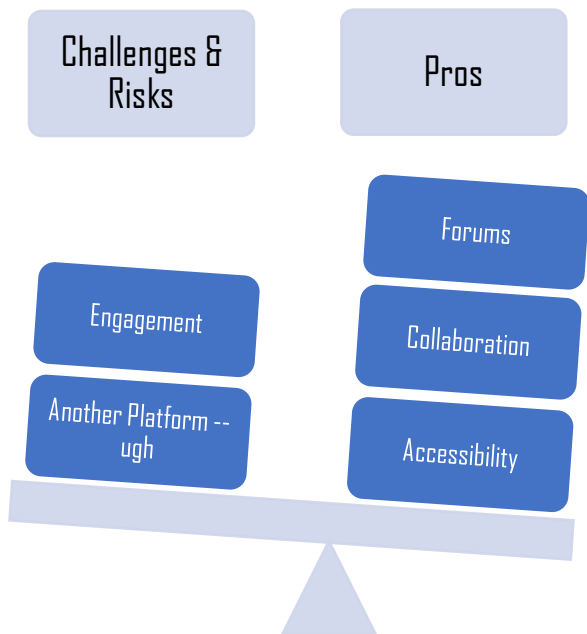 Challenges &
Risks
Pros
Engagement
Another Platform --
ugh
Forums
Collaboration
Accessibility